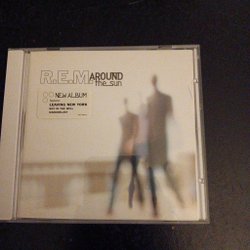 R.E.M. AROUND
the_sun
NEW ALBUM
LEAVING NEW YORK